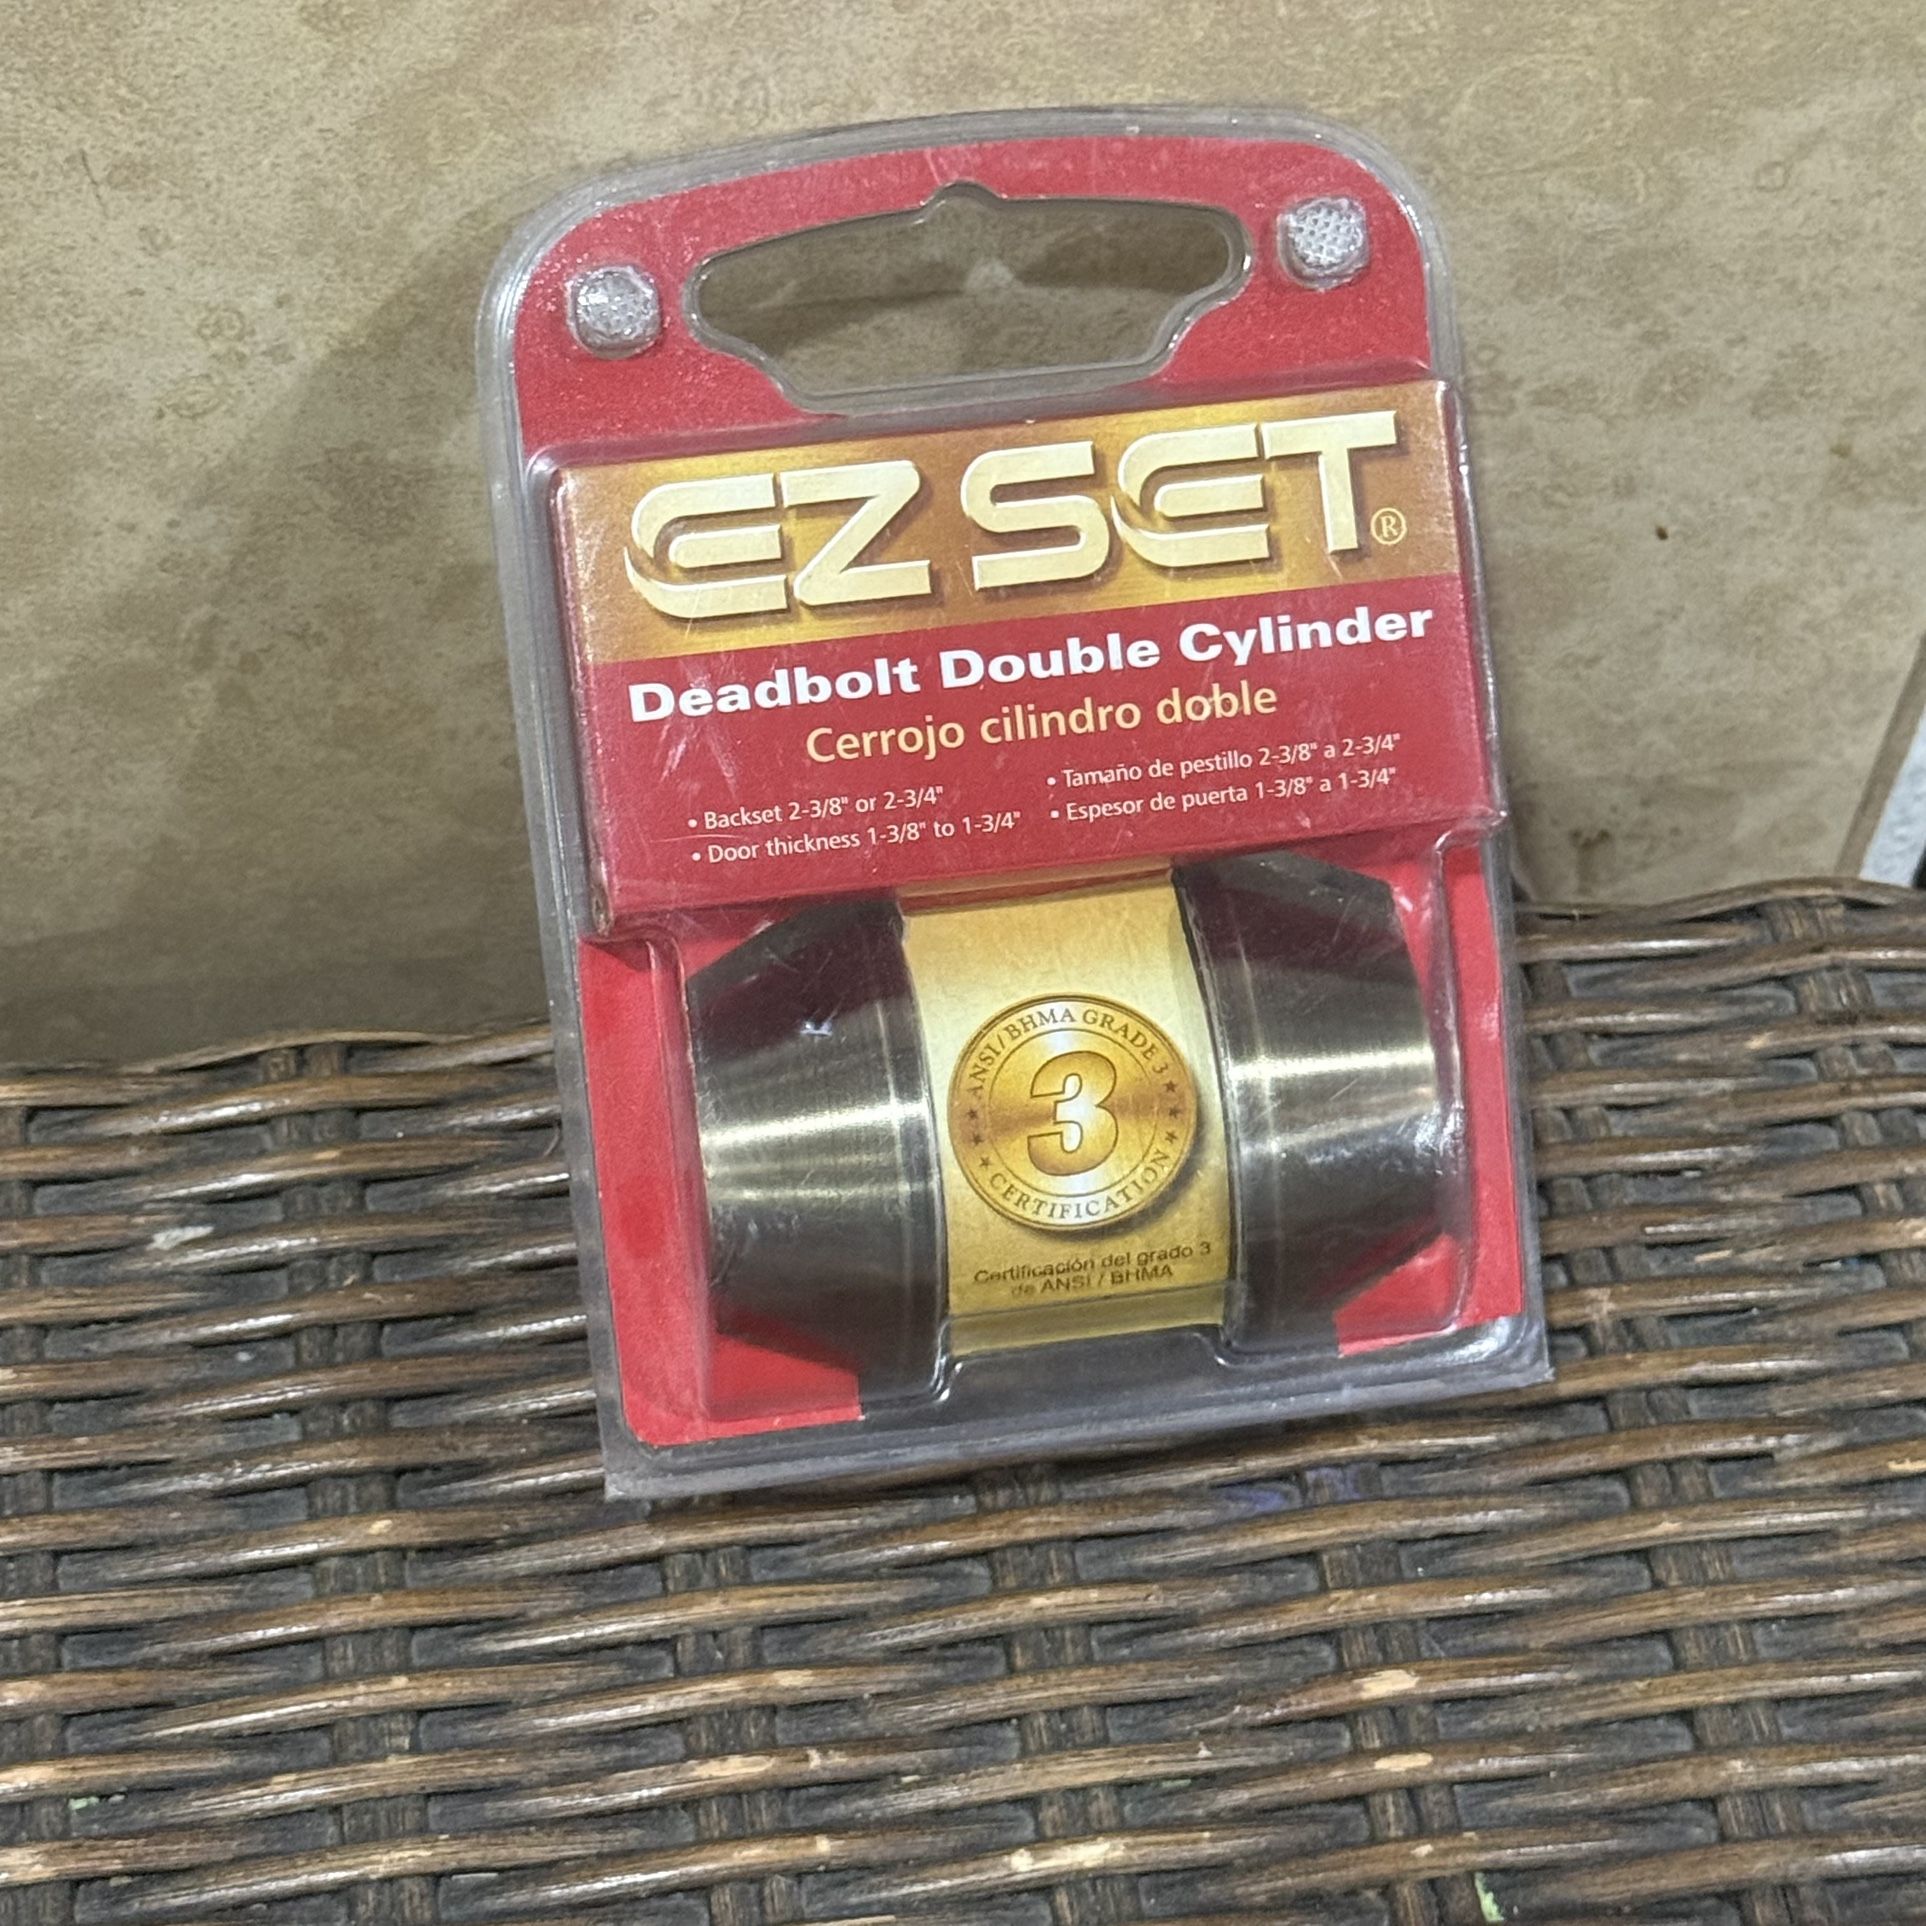 EZ SET®
Deadbolt Double Cylinder
Cerrojo cilindro doble
• Backset 2-3/8" or 2-3/4"
• Door thickness 1-3/8" to 1-3/4"
• Tamaño de pestillo 2-3/8" a 2-3/4"
• Espesor de puerta 1-3/8" a 1-3/4"
ANSI/BHMA GRADE 3
3
CERTIFICATION
Certificación del grado 3
de ANSI / BHMA